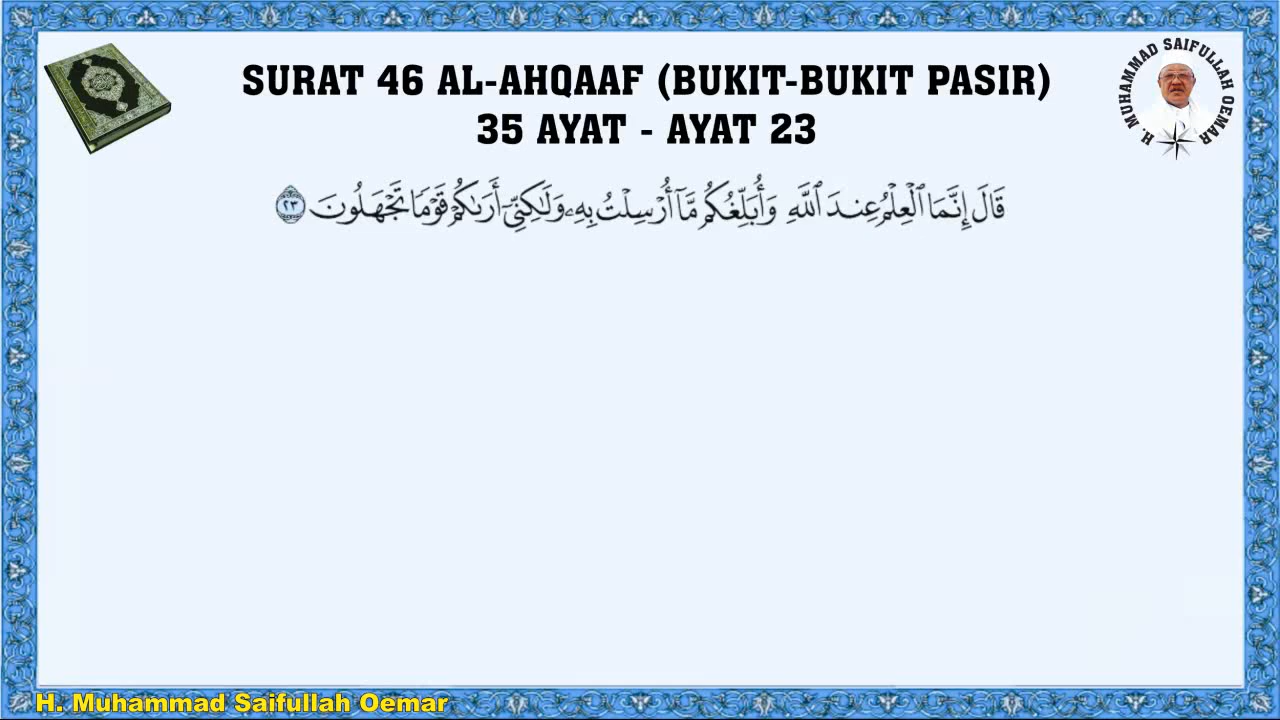 SURAT 46 AL-AHQAAF (BUKIT-BUKIT PASIR)
35 AYAT - AYAT 23
H. MUHAMMAD SAIFULLAH OEMAR
قَالَ إِنَّمَا ٱلْعِلْمُ عِندَ ٱللَّهِ وَأُبَلِّغُكُم مَّآ أُرْسِلْتُ بِهِۦ وَلَٰكِنِّىٓ أَرَىٰكُمْ قَوْمًا تَجْهَلُونَ ٢٣
H. Muhammad Saifullah Oemar